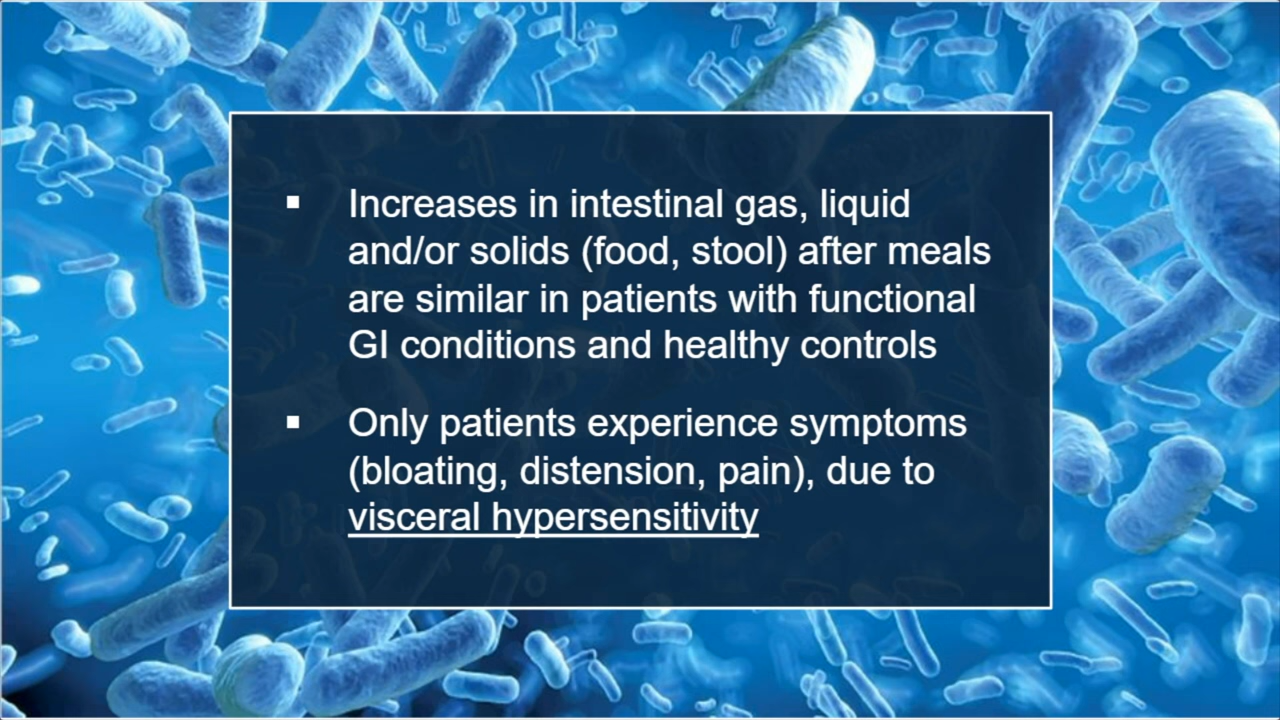 ▪ Increases in intestinal gas, liquid
and/or solids (food, stool) after meals
are similar in patients with functional
GI conditions and healthy controls
▪ Only patients experience symptoms
(bloating, distension, pain), due to
visceral hypersensitivity